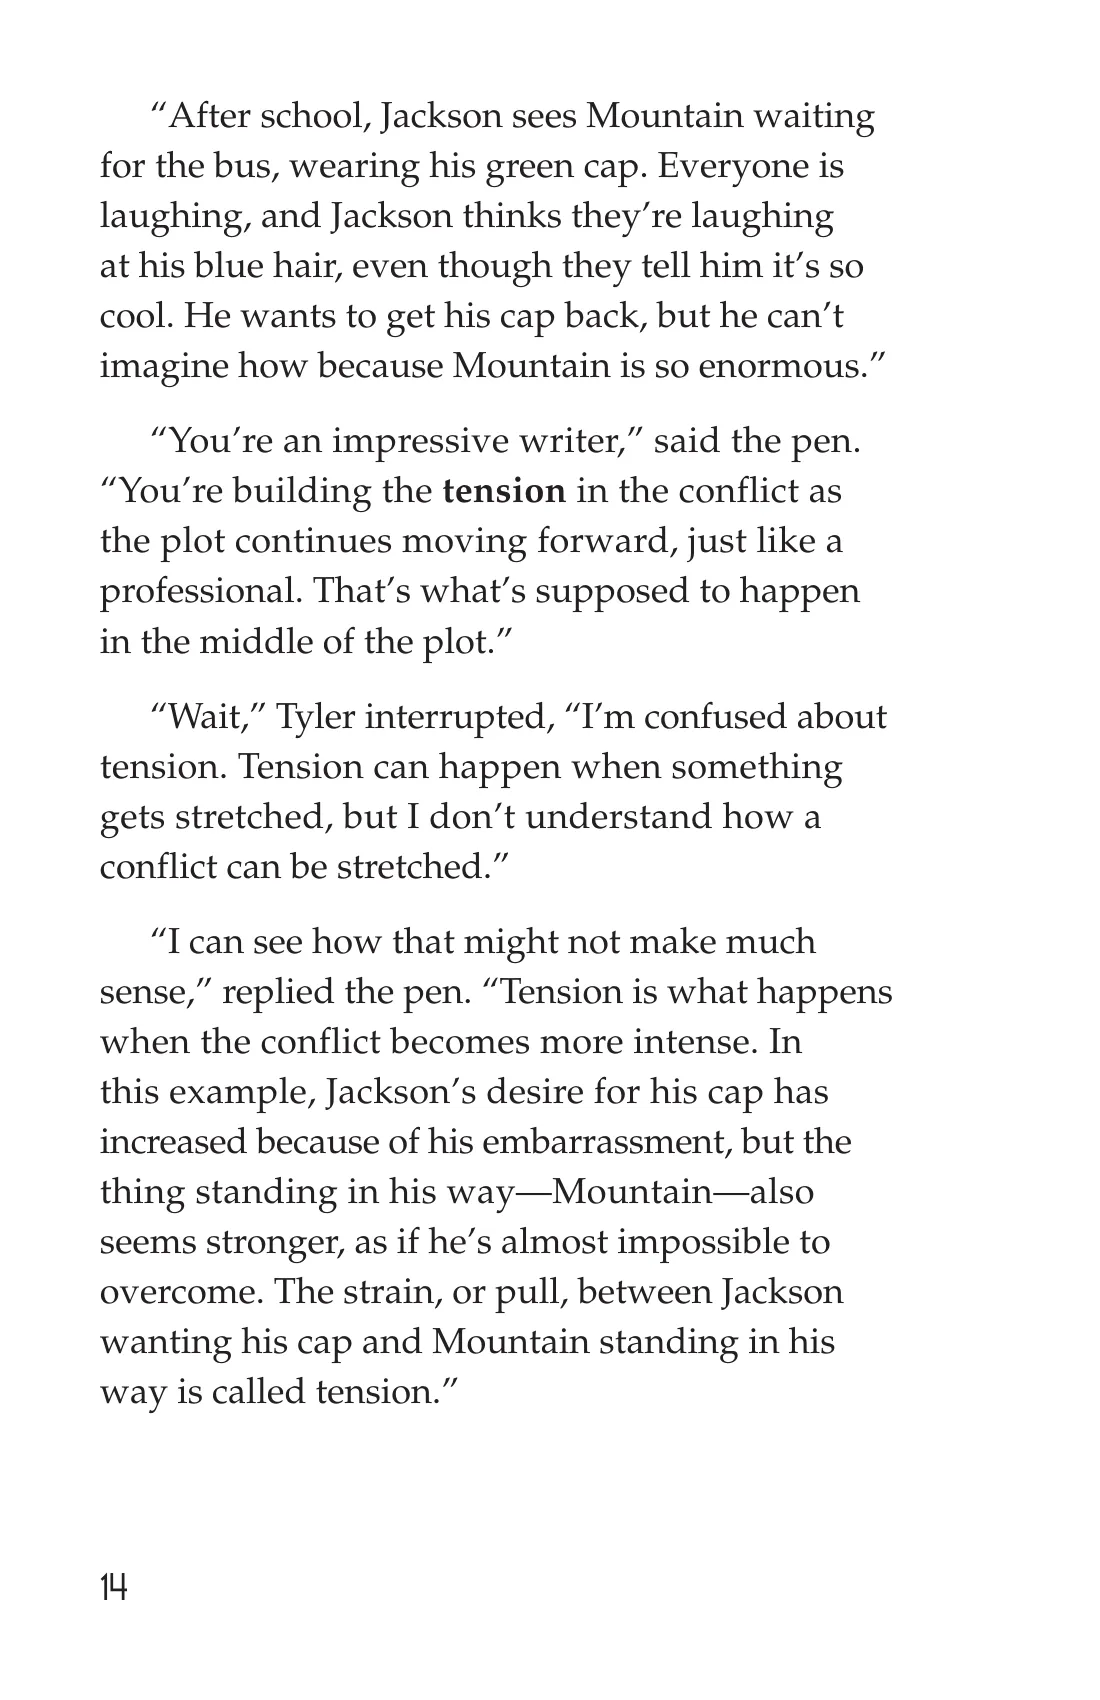 “After school, Jackson sees Mountain waiting
for the bus, wearing his green cap. Everyone is
laughing, and Jackson thinks they’re laughing
at his blue hair, even though they tell him it’s so
cool. He wants to get his cap back, but he can’t
imagine how because Mountain is so enormous.”
“You’re an impressive writer,” said the pen.
“You’re building the tension in the conflict as
the plot continues moving forward, just like a
professional. That’s what’s supposed to happen
in the middle of the plot.”
“Wait,” Tyler interrupted, “I’m confused about
tension. Tension can happen when something
gets stretched, but I don’t understand how a
conflict can be stretched.”
“I can see how that might not make much
sense,” replied the pen. “Tension is what happens
when the conflict becomes more intense. In
this example, Jackson’s desire for his cap has
increased because of his embarrassment, but the
thing standing in his way—Mountain—also
seems stronger, as if he’s almost impossible to
overcome. The strain, or pull, between Jackson
wanting his cap and Mountain standing in his
way is called tension.”
14